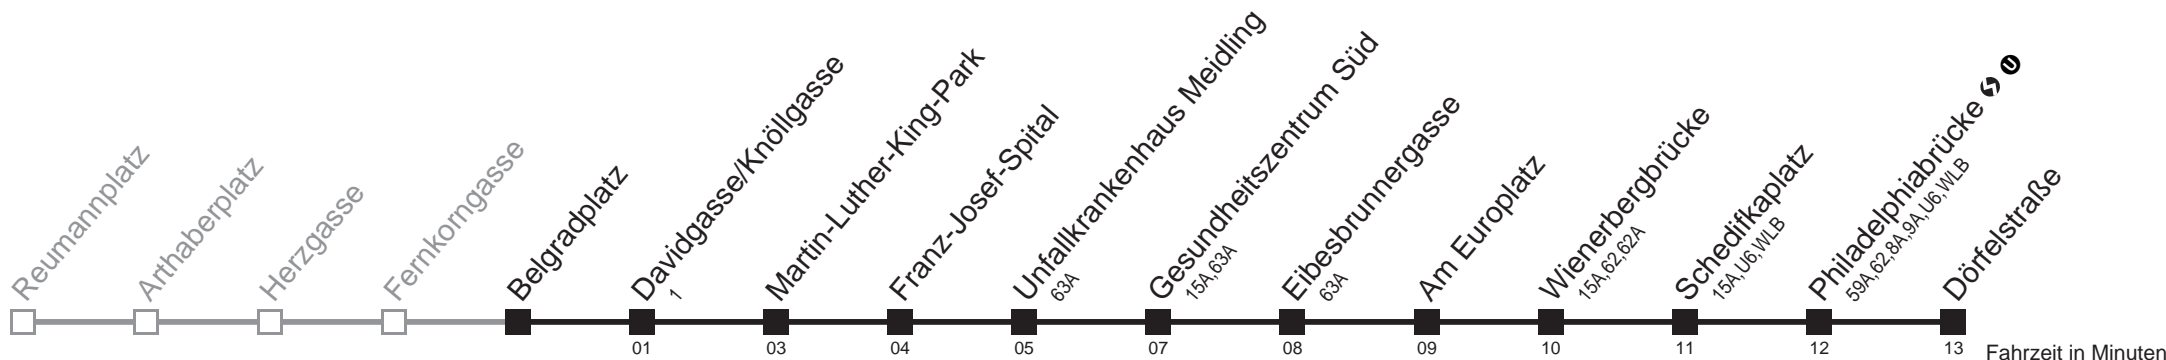 Reumannplatz
Arthaberplatz
Herzgasse
Fernkorngasse
Belgradplatz
Davidgasse/Knöllgasse
1
Martin-Luther-King-Park
Franz-Josef-Spital
Unfallkrankenhaus Meidling
63A
Gesundheitszentrum Süd
15A,63A
Eibesbrunnergasse
63A
Am Europlatz
Wienerbergbrücke
15A,62,62A
Schedifkaplatz
15A,U6,WLB
Philadelphiabrücke S U
59A,62,8A,9A,U6,WLB
Dörfelstraße
01 03 04 05 07 08 09 10 11 12 13 Fahrzeit in Minuten